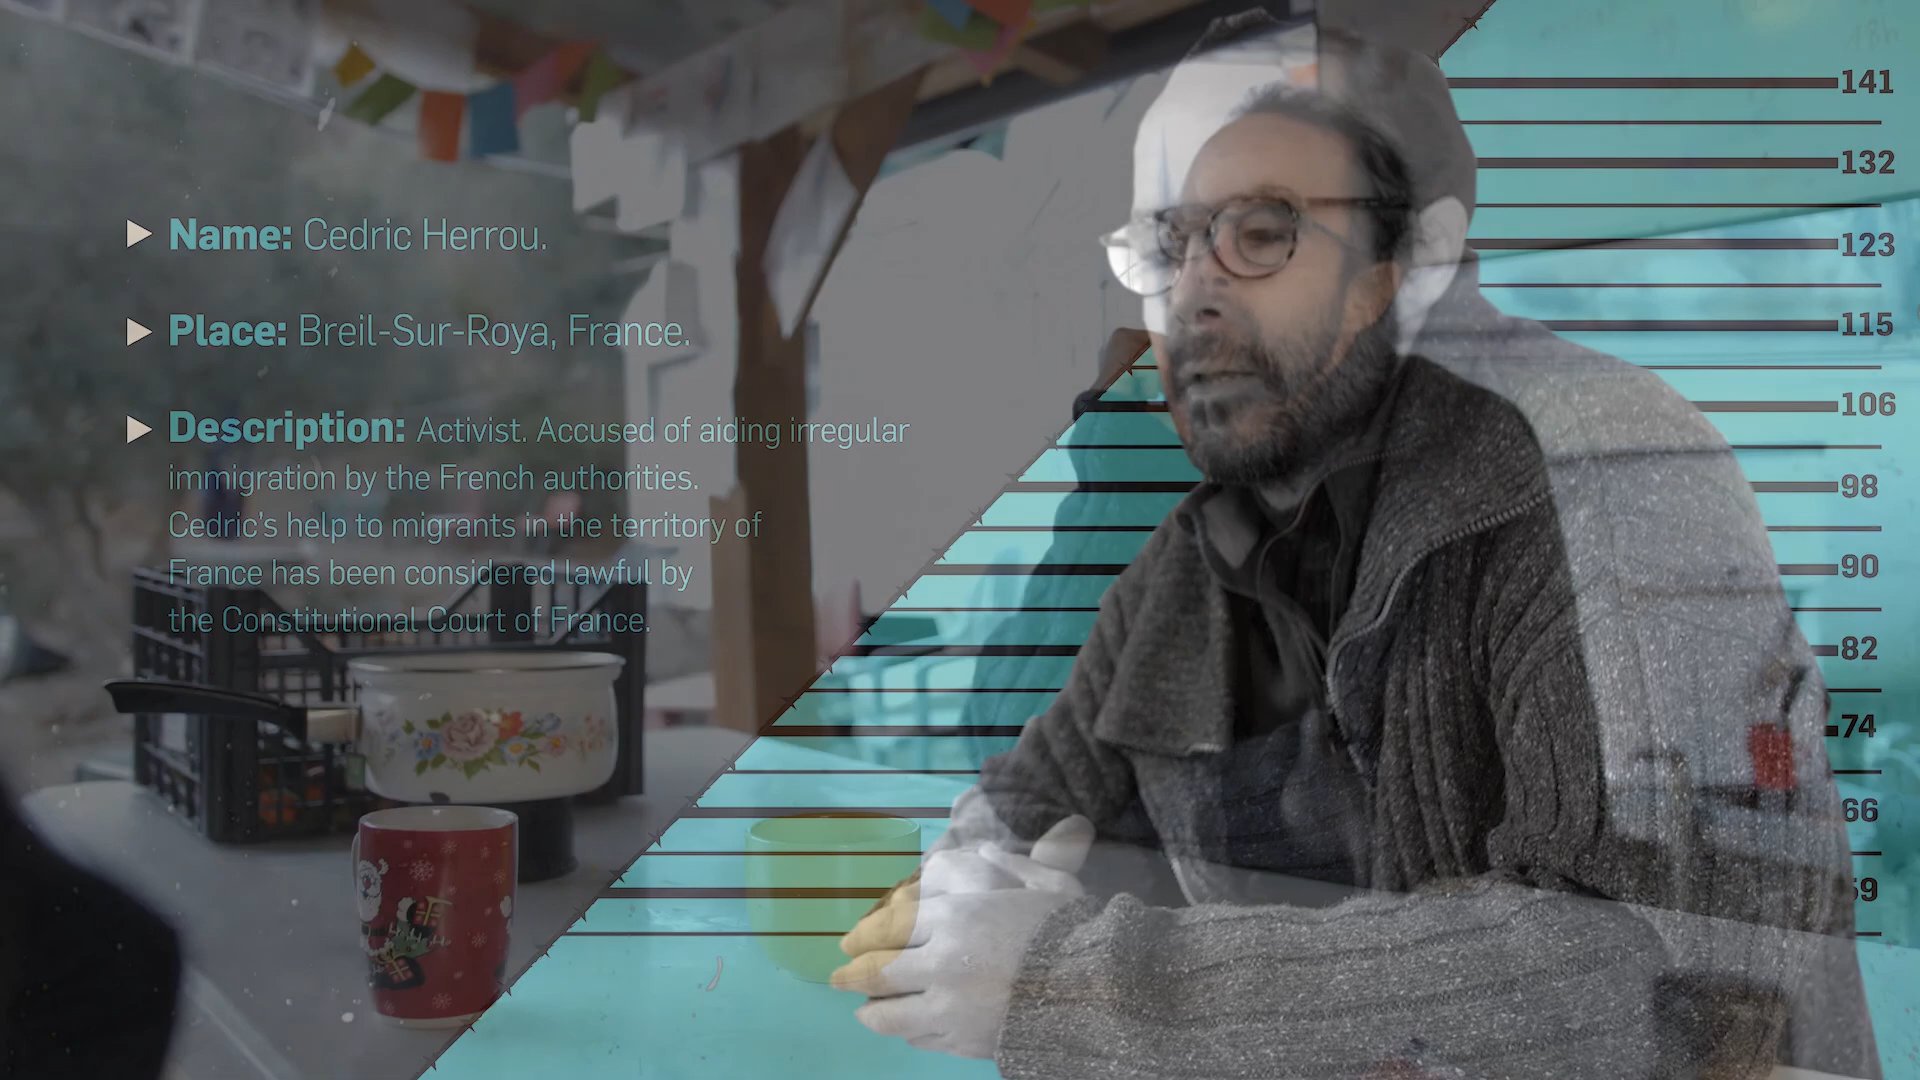 Name: Cedric Herrou.
Place: Breil-Sur-Roya, France.
Description: Activist. Accused of aiding irregular
immigration by the French authorities.
Cedric's help to migrants in the territory of
France has been considered lawful by
the Constitutional Court of France.
141
132
123
115
106
98
90
82
74
66
59